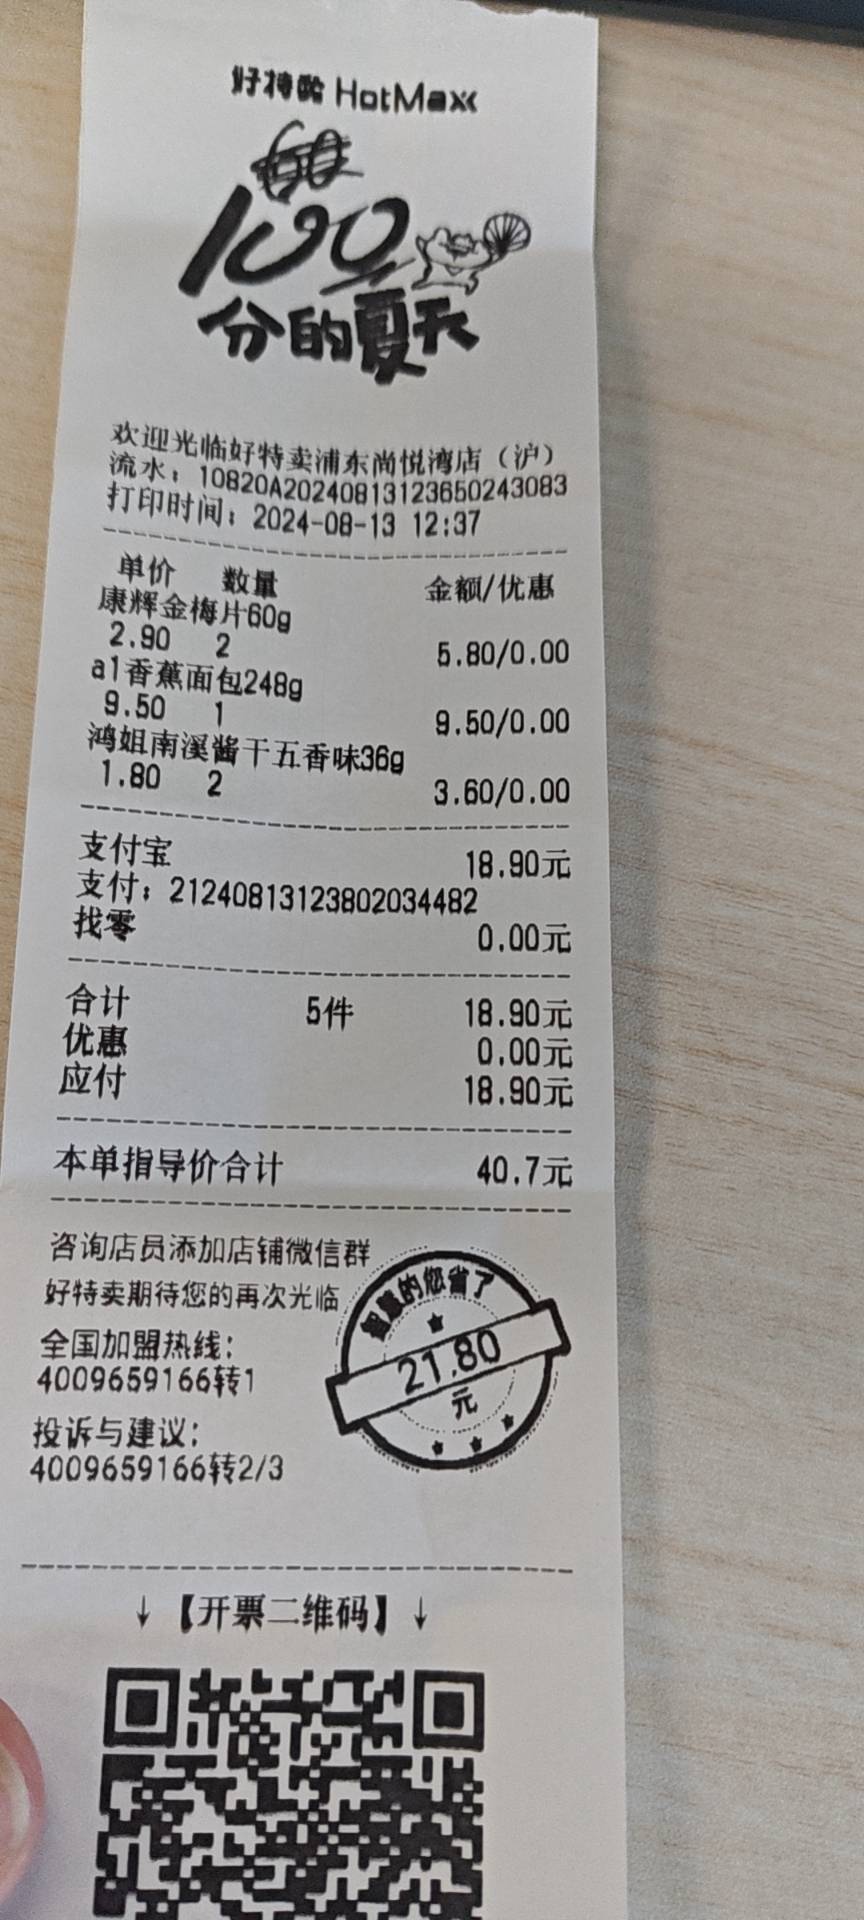 好特卖 HotMaxx
100
分的夏天
欢迎光临好特卖浦东尚悦湾店（沪）
流水：10820A20240813123650243083
打印时间：2024-08-13 12:37
单价 数量 金额/优惠
康辉金梅片60g
2.90 2 5.80/0.00
a1香蕉面包248g
9.50 1 9.50/0.00
鸿姐南溪酱干五香味36g
1.80 2 3.60/0.00
支付宝 18.90元
支付：21240813123802034482
找零 0.00元
合计 5件 18.90元
优惠 0.00元
应付 18.90元
本单指导价合计 40.7元
咨询店员添加店铺微信群
好特卖期待您的再次光临
全国加盟热线：
4009659166转1
投诉与建议：
4009659166转2/3
智慧的您省了
21.80
元
↓【开票二维码】↓